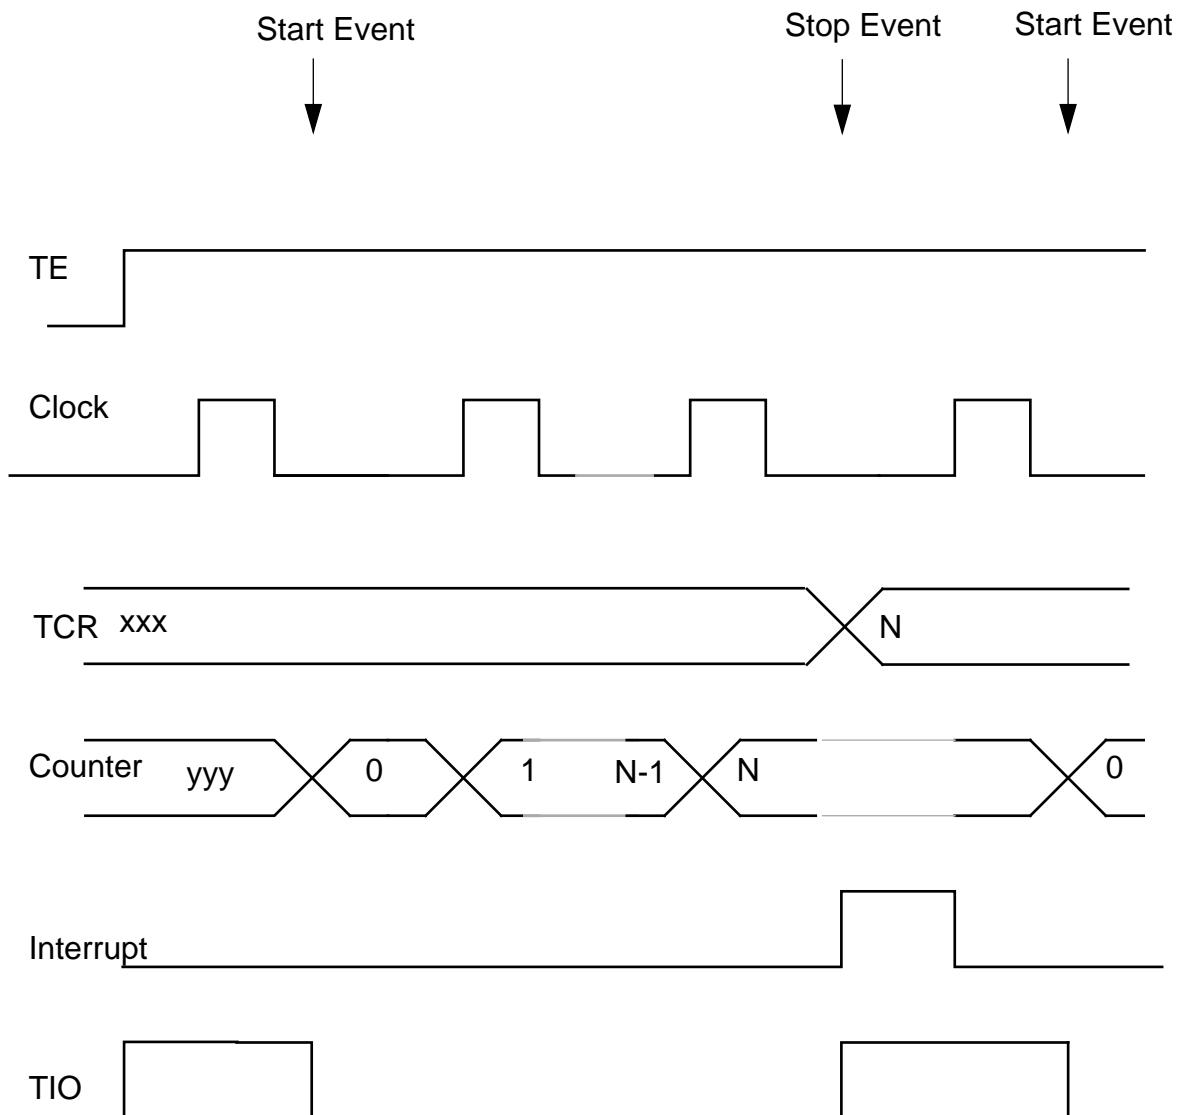 Start Event Stop Event Start Event
TE
Clock
TCR xxx N
Counter yyy 0 1 N-1 N 0
Interrupt
TIO